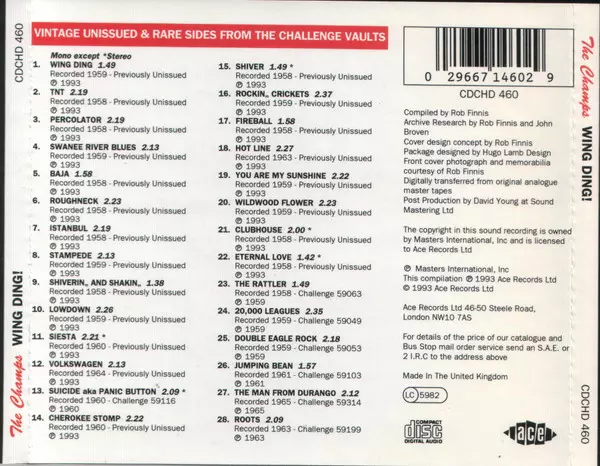 CDCHD 460
The Champs WING DING!
VINTAGE UNISSUED & RARE SIDES FROM THE CHALLENGE VAULTS
Mono except *Stereo
1. WING DING 1.49
Recorded 1959 - Previously Unissued
℗ 1993
2. TNT 2.19
Recorded 1958 - Previously Unissued
℗ 1993
3. PERCOLATOR 2.19
Recorded 1958 - Previously Unissued
℗ 1993
4. SWANEE RIVER BLUES 2.13
Recorded 1959 - Previously Unissued
℗ 1993
5. BAJA 1.58
Recorded 1958 - Previously Unissued
℗ 1993
6. ROUGHNECK 2.23
Recorded 1958 - Previously Unissued
℗ 1993
7. ISTANBUL 2.19
Recorded 1958 - Previously Unissued
℗ 1993
8. STAMPEDE 2.13
Recorded 1959 - Previously Unissued
℗ 1993
9. SHIVERIN,, AND SHAKIN,, 1.38
Recorded 1958 - Previously Unissued
℗ 1993
10. LOWDOWN 2.26
Recorded 1959 - Previously Unissued
℗ 1993
11. SIESTA 2.21 *
Recorded 1960 - Previously Unissued
℗ 1993
12. VOLKSWAGEN 2.13
Recorded 1964 - Previously Unissued
℗ 1993
13. SUICIDE aka PANIC BUTTON 2.09 *
Recorded 1960 - Challenge 59116
℗ 1960
14. CHEROKEE STOMP 2.22
Recorded 1960 - Previously Unissued
℗ 1993
15. SHIVER 1.49 *
Recorded 1958 - Previously Unissued
℗ 1993
16. ROCKIN,, CRICKETS 2.37
Recorded 1959 - Previously Unissued
℗ 1993
17. FIREBALL 1.58
Recorded 1958 - Previously Unissued
℗ 1993
18. HOT LINE 2.27
Recorded 1963 - Previously Unissued
℗ 1993
19. YOU ARE MY SUNSHINE 2.22
Recorded 1959 - Previously Unissued
℗ 1993
20. WILDWOOD FLOWER 2.23
Recorded 1959 - Previously Unissued
℗ 1993
21. CLUBHOUSE 2.00 *
Recorded 1958 - Previously Unissued
℗ 1993
22. ETERNAL LOVE 1.42 *
Recorded 1958 - Previously Unissued
℗ 1993
23. THE RATTLER 1.49
Recorded 1958 - Challenge 59063
℗ 1959
24. 20,000 LEAGUES 2.35
Recorded 1959 - Challenge 59049
℗ 1959
25. DOUBLE EAGLE ROCK 2.18
Recorded 1959 - Challenge 59053
℗ 1959
26. JUMPING BEAN 1.57
Recorded 1961 - Challenge 59103
℗ 1961
27. THE MAN FROM DURANGO 2.12
Recorded 1965 - Challenge 59314
℗ 1965
28. ROOTS 2.09
Recorded 1963 - Challenge 59199
℗ 1963
0 29667 14602 9
CDCHD 460
Compiled by Rob Finnis
Archive Research by Rob Finnis and John
Broven
Cover design concept by Rob Finnis
Package designed by Hugo Lamb Design
Front cover photograph and memorabilia
courtesy of Rob Finnis
Digitally transferred from original analogue
master tapes
Post Production by David Young at Sound
Mastering Ltd
The copyright in this sound recording is owned
by Masters International, Inc and is licensed
to Ace Records Ltd
℗ Masters International, Inc
This compilation ℗ 1993 Ace Records Ltd
© 1993 Ace Records Ltd
Ace Records Ltd 46-50 Steele Road,
London NW10 7AS
For details of the price of our catalogue and
Bus Stop mail order service send an S.A.E. or
2 I.R.C to the address above
Made In The United Kingdom
LC 5982
COMPACT
disc
DIGITAL AUDIO
ace
The Champs WING DING!
CDCHD 460